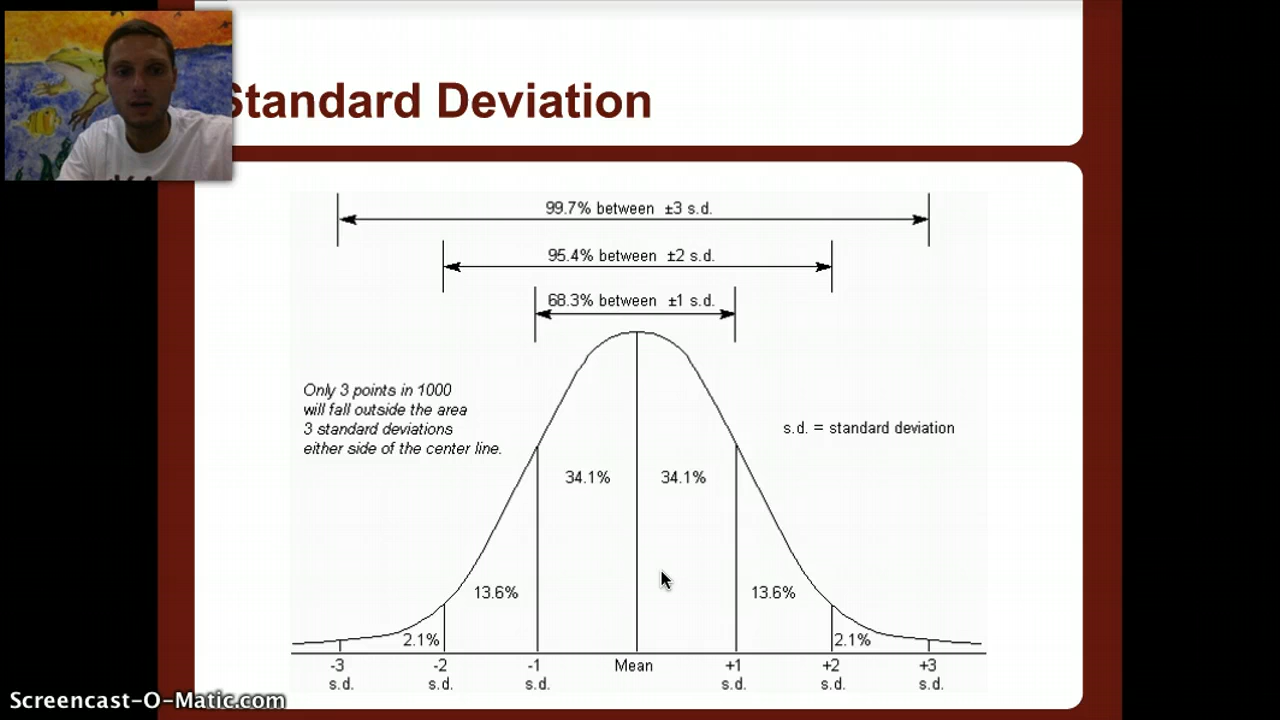 Standard Deviation
99.7% between ±3 s.d.
95.4% between ±2 s.d.
68.3% between ±1 s.d.
Only 3 points in 1000
will fall outside the area
3 standard deviations
either side of the center line.
s.d. = standard deviation
34.1% 34.1%
13.6% 13.6%
2.1% 2.1%
-3 -2 -1 Mean +1 +2 +3
s.d. s.d. s.d. s.d. s.d. s.d.
Screencast-O-Matic.com